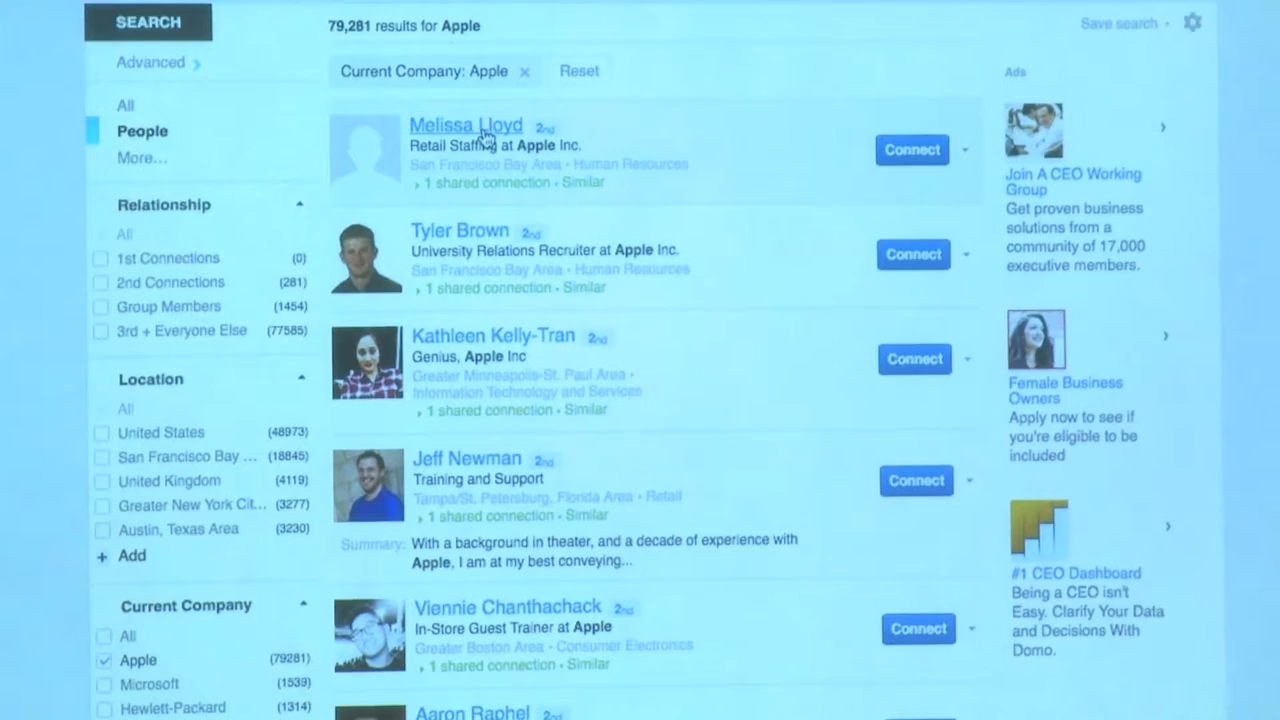 SEARCH
Advanced
All
People
More...
Relationship
All
1st Connections (0)
2nd Connections (281)
Group Members (1454)
3rd + Everyone Else (77585)
Location
All
United States (48973)
San Francisco Bay ... (18845)
United Kingdom (4119)
Greater New York Cit... (3277)
Austin, Texas Area (3230)
+ Add
Current Company
All
Apple (79281)
Microsoft (1539)
Hewlett-Packard (1314)
79,281 results for Apple
Save search
Current Company: Apple x Reset
Melissa Lloyd 2nd
Retail Staffing at Apple Inc.
San Francisco Bay Area • Human Resources
1 shared connection • Similar
Connect
Tyler Brown 2nd
University Relations Recruiter at Apple Inc.
San Francisco Bay Area • Human Resources
1 shared connection • Similar
Connect
Kathleen Kelly-Tran 2nd
Genius, Apple Inc
Greater Minneapolis-St. Paul Area •
Information Technology and Services
1 shared connection • Similar
Connect
Jeff Newman 2nd
Training and Support
Tampa/St. Petersburg, Florida Area • Retail
1 shared connection • Similar
Connect
Summary: With a background in theater, and a decade of experience with
Apple, I am at my best conveying...
Viennie Chanthachack 2nd
In-Store Guest Trainer at Apple
Greater Boston Area • Consumer Electronics
1 shared connection • Similar
Connect
Aaron Raphel 2nd
Ads
Join A CEO Working
Group
Get proven business
solutions from a
community of 17,000
executive members.
Female Business
Owners
Apply now to see if
you're eligible to be
included
#1 CEO Dashboard
Being a CEO isn't
Easy. Clarify Your Data
and Decisions With
Domo.